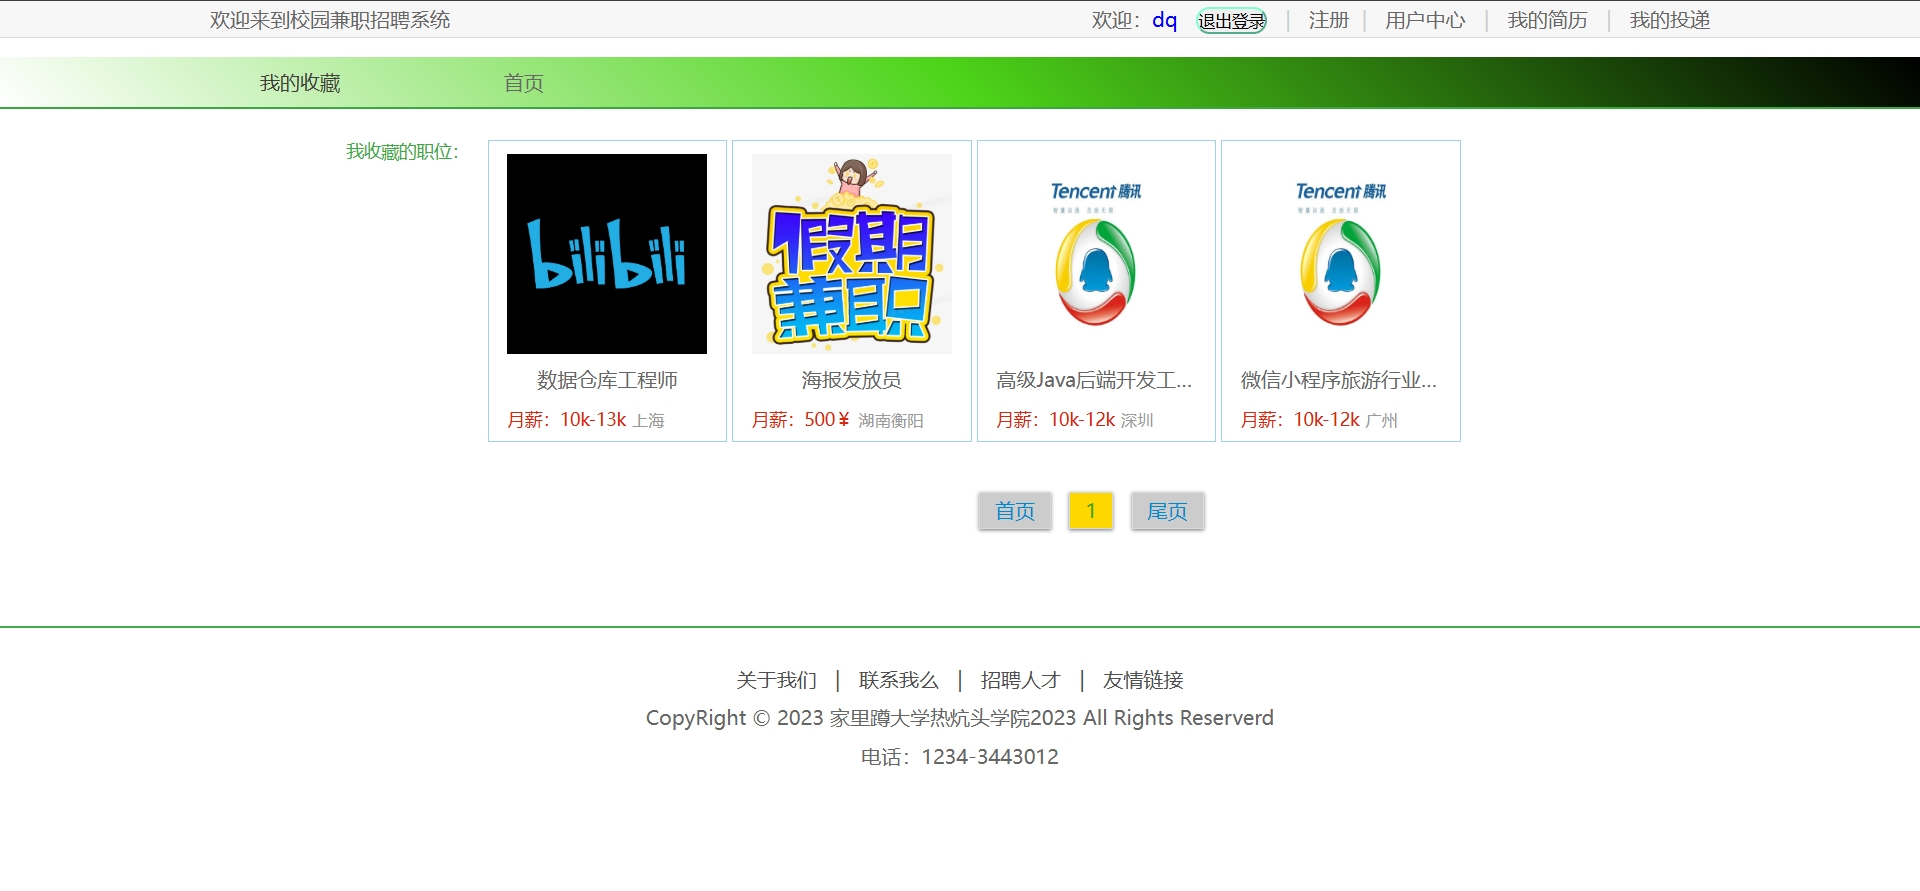 欢迎来到校园兼职招聘系统
欢迎：dq 退出登录 | 注册 | 用户中心 | 我的简历 | 我的投递
我的收藏 首页
我收藏的职位：
bilibili
假期
兼职
Tencent 腾讯
Tencent 腾讯
数据仓库工程师 海报发放员 高级Java后端开发工... 微信小程序旅游行业...
月薪：10k-13k 上海 月薪：500¥ 湖南衡阳 月薪：10k-12k 深圳 月薪：10k-12k 广州
首页 1 尾页
关于我们 | 联系我么 | 招聘人才 | 友情链接
CopyRight © 2023 家里蹲大学热炕头学院2023 All Rights Reserverd
电话：1234-3443012